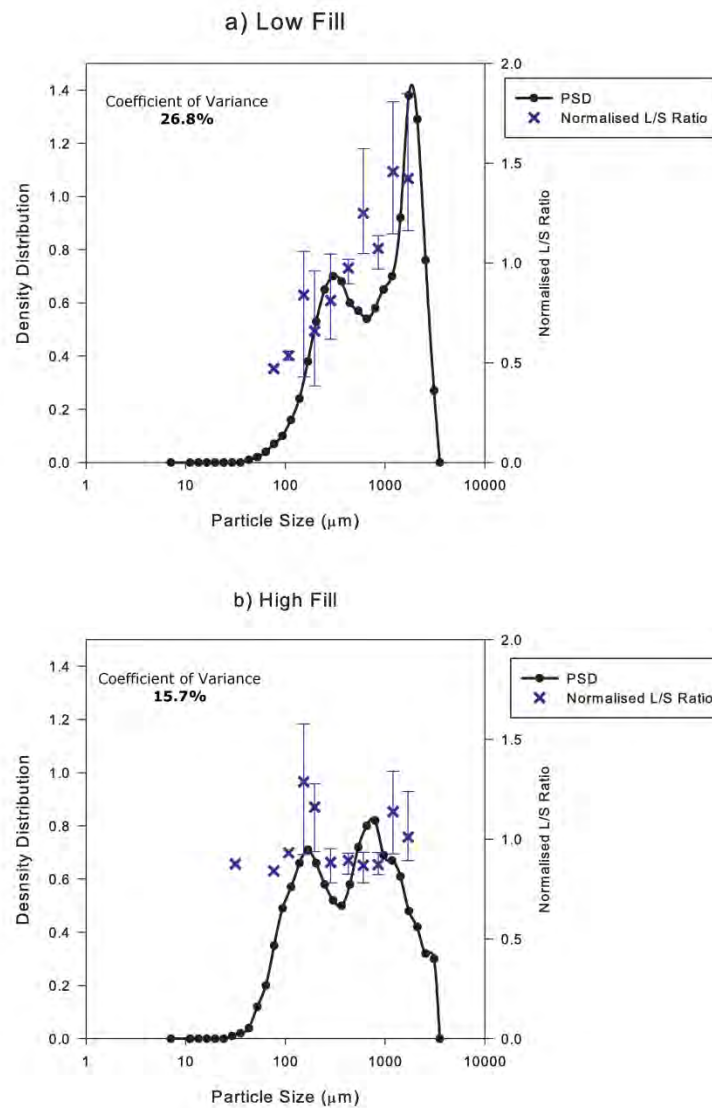 a) Low Fill
Coefficient of Variance
26.8%
PSD
Normalised L/S Ratio
Density Distribution
0.0
0.2
0.4
0.6
0.8
1.0
1.2
1.4
Normalised L/S Ratio
0.0
0.5
1.0
1.5
2.0
1 10 100 1000 10000
Particle Size (μm)
b) High Fill
Coefficient of Variance
15.7%
PSD
Normalised L/S Ratio
Desnsity Distribution
0.0
0.2
0.4
0.6
0.8
1.0
1.2
1.4
Normalised L/S Ratio
0.0
0.5
1.0
1.5
2.0
1 10 100 1000 10000
Particle Size (μm)